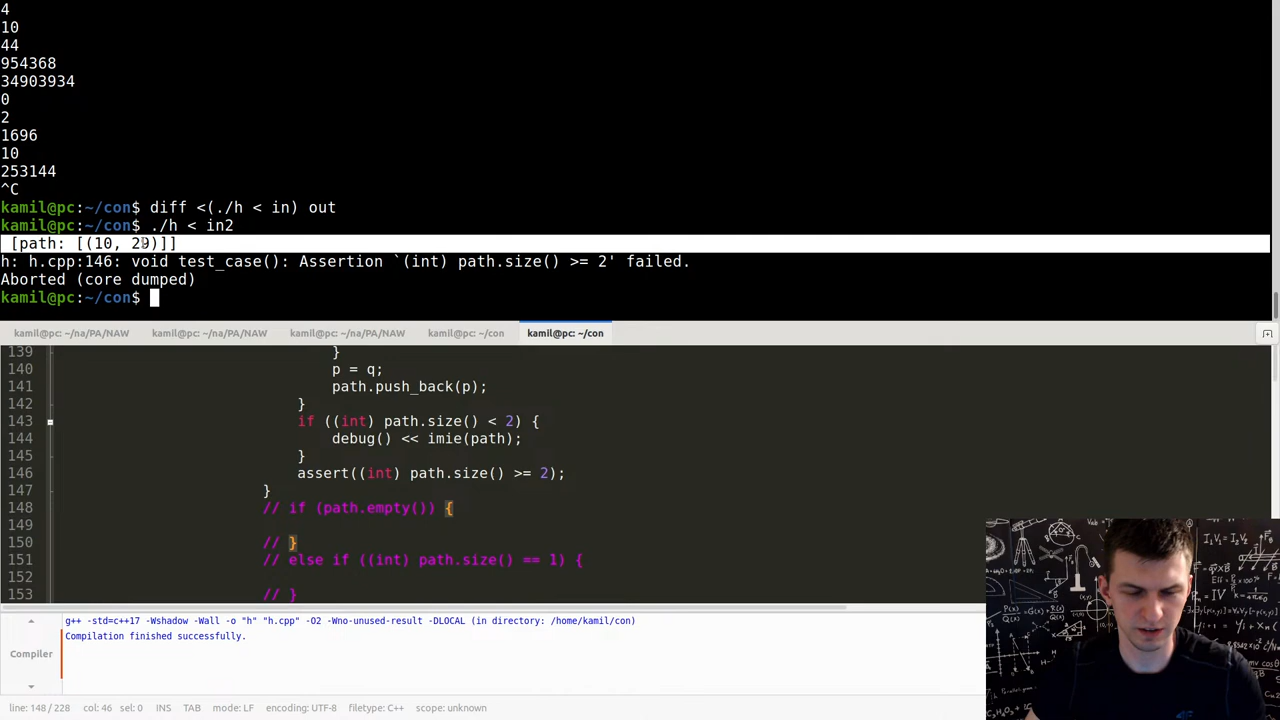 4
10
44
954368
34903934
0
2
1696
10
253144
^C
kamil@pc:~/con$ diff <(./h < in) out
kamil@pc:~/con$ ./h < in2
[path: [(10, 29)]]
h: h.cpp:146: void test_case(): Assertion `(int) path.size() >= 2' failed.
Aborted (core dumped)
kamil@pc:~/con$
kamil@pc: ~/na/PA/NAW kamil@pc: ~/na/PA/NAW kamil@pc: ~/na/PA/NAW kamil@pc: ~/con kamil@pc: ~/con
139 }
140 p = q;
141 path.push_back(p);
142 }
143 if ((int) path.size() < 2) {
144 debug() << imie(path);
145 }
146 assert((int) path.size() >= 2);
147 }
148 // if (path.empty()) {
149
150 // }
151 // else if ((int) path.size() == 1) {
152
153 // }
g++ -std=c++17 -Wshadow -Wall -o "h" "h.cpp" -O2 -Wno-unused-result -DLOCAL (in directory: /home/kamil/con)
Compilation finished successfully.
Compiler
line: 148 / 228 col: 46 sel: 0 INS TAB mode: LF encoding: UTF-8 filetype: C++ scope: unknown